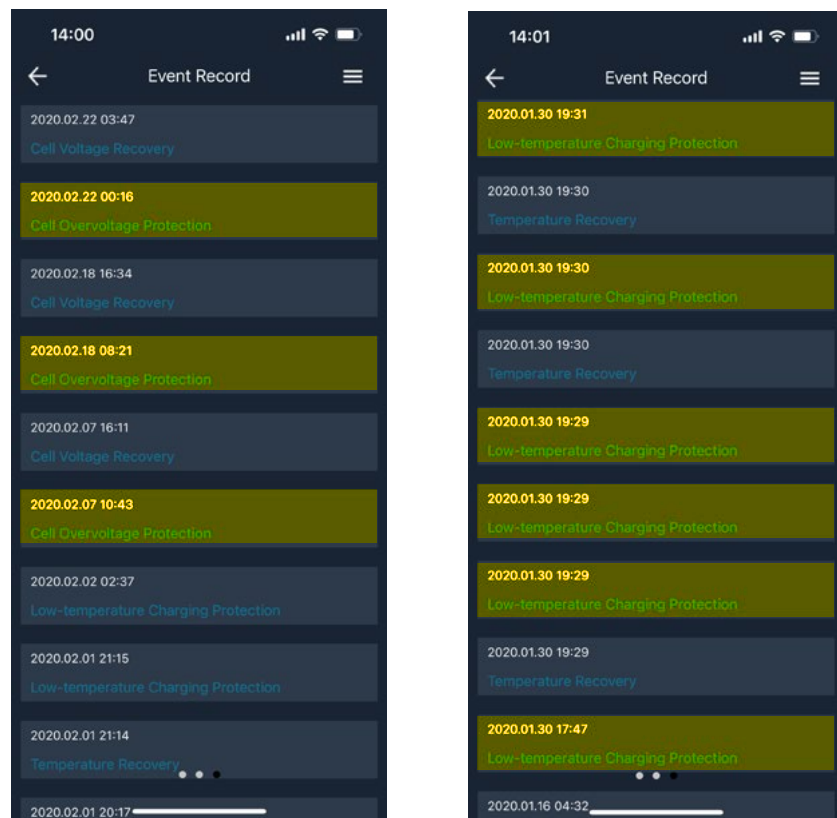 14:00
Event Record
2020.02.22 03:47
Cell Voltage Recovery
2020.02.22 00:16
Cell Overvoltage Protection
2020.02.18 16:34
Cell Voltage Recovery
2020.02.18 08:21
Cell Overvoltage Protection
2020.02.07 16:11
Cell Voltage Recovery
2020.02.07 10:43
Cell Overvoltage Protection
2020.02.02 02:37
Low-temperature Charging Protection
2020.02.01 21:15
Low-temperature Charging Protection
2020.02.01 21:14
Temperature Recovery
2020.02.01 20:17
14:01
Event Record
2020.01.30 19:31
Low-temperature Charging Protection
2020.01.30 19:30
Temperature Recovery
2020.01.30 19:30
Low-temperature Charging Protection
2020.01.30 19:30
Temperature Recovery
2020.01.30 19:29
Low-temperature Charging Protection
2020.01.30 19:29
Low-temperature Charging Protection
2020.01.30 19:29
Low-temperature Charging Protection
2020.01.30 19:29
Temperature Recovery
2020.01.30 17:47
Low-temperature Charging Protection
2020.01.16 04:32